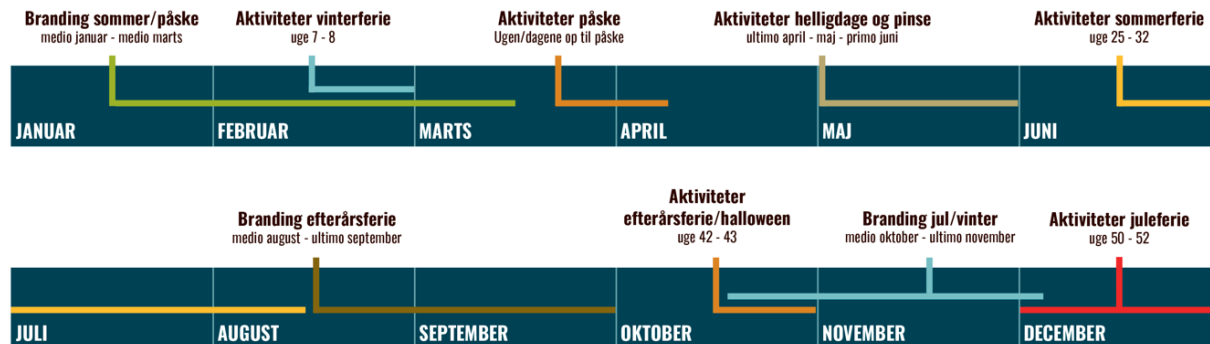 Branding sommer/påske
medio januar - medio marts
Aktiviteter vinterferie
uge 7 - 8
Aktiviteter påske
Ugen/dagene op til påske
Aktiviteter helligdage og pinse
ultimo april - maj - primo juni
Aktiviteter sommerferie
uge 25 - 32
JANUAR
FEBRUAR
MARTS
APRIL
MAJ
JUNI
Branding efterårsferie
medio august - ultimo september
Aktiviteter
efterårsferie/halloween
uge 42 - 43
Branding jul/vinter
medio oktober - ultimo november
Aktiviteter juleferie
uge 50 - 52
JULI
AUGUST
SEPTEMBER
OKTOBER
NOVEMBER
DECEMBER